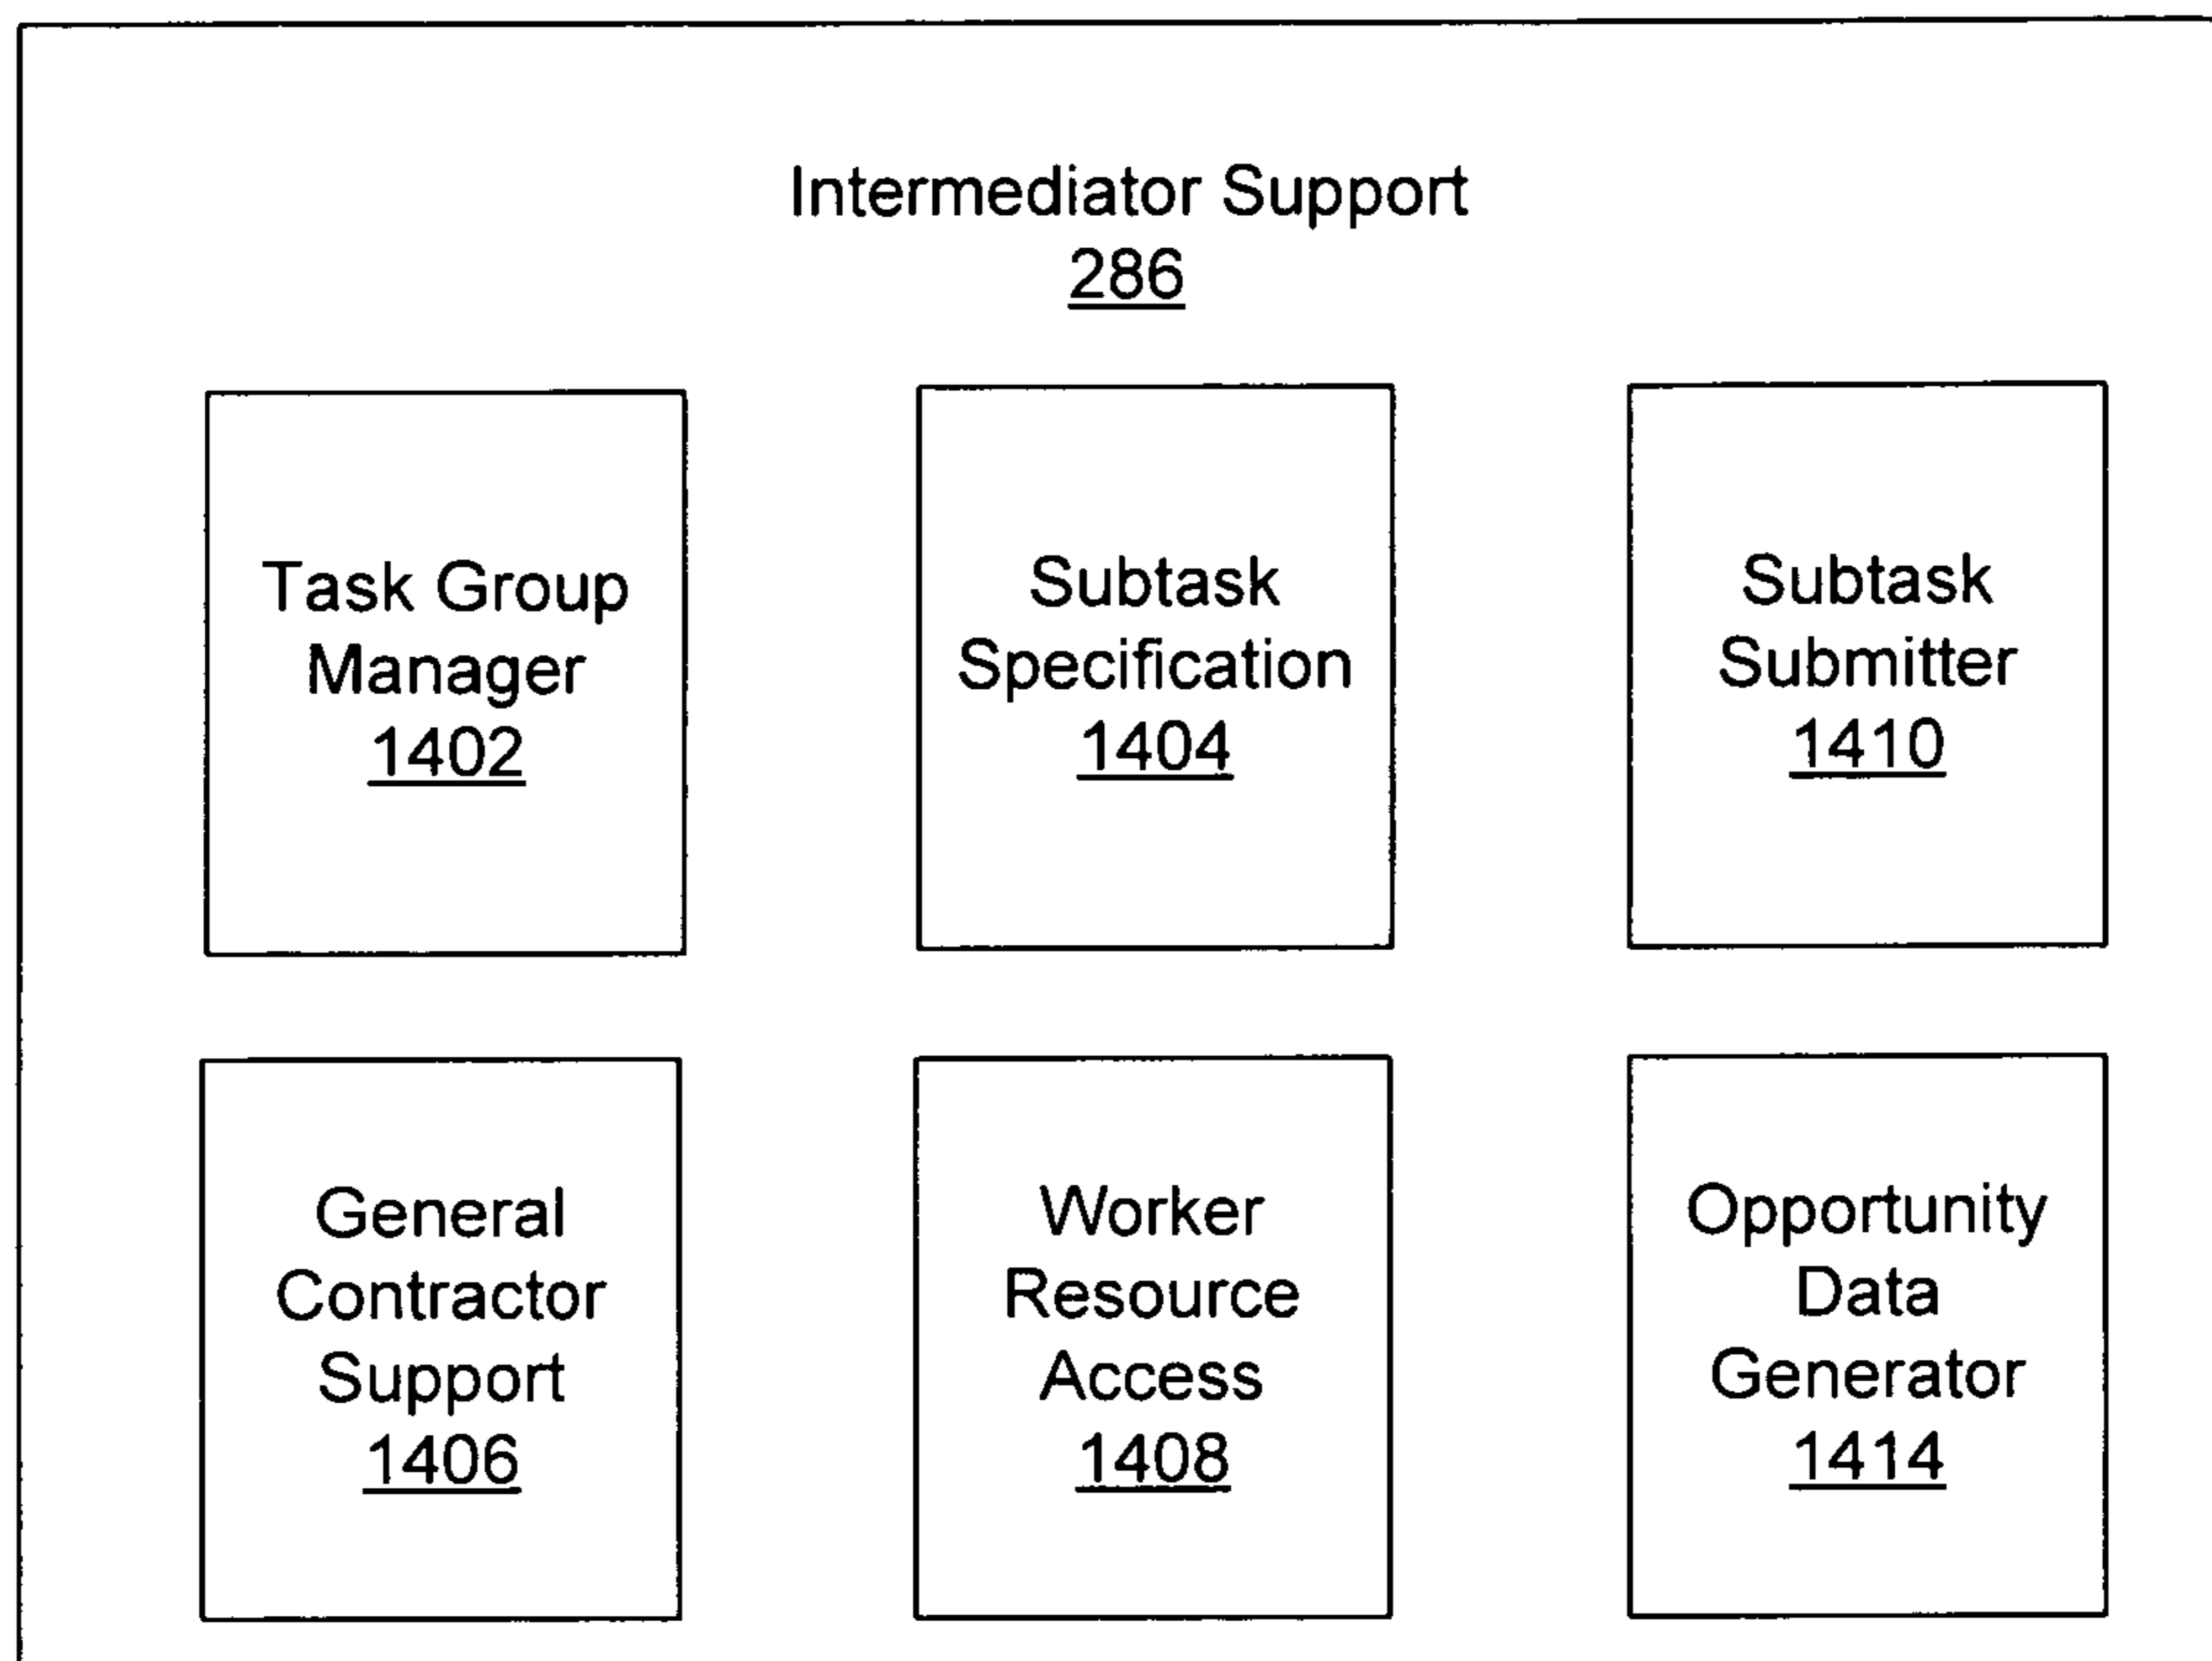 Intermediator Support
286
Task Group
Manager
1402
Subtask
Specification
1404
Subtask
Submitter
1410
General
Contractor
Support
1406
Worker
Resource
Access
1408
Opportunity
Data
Generator
1414